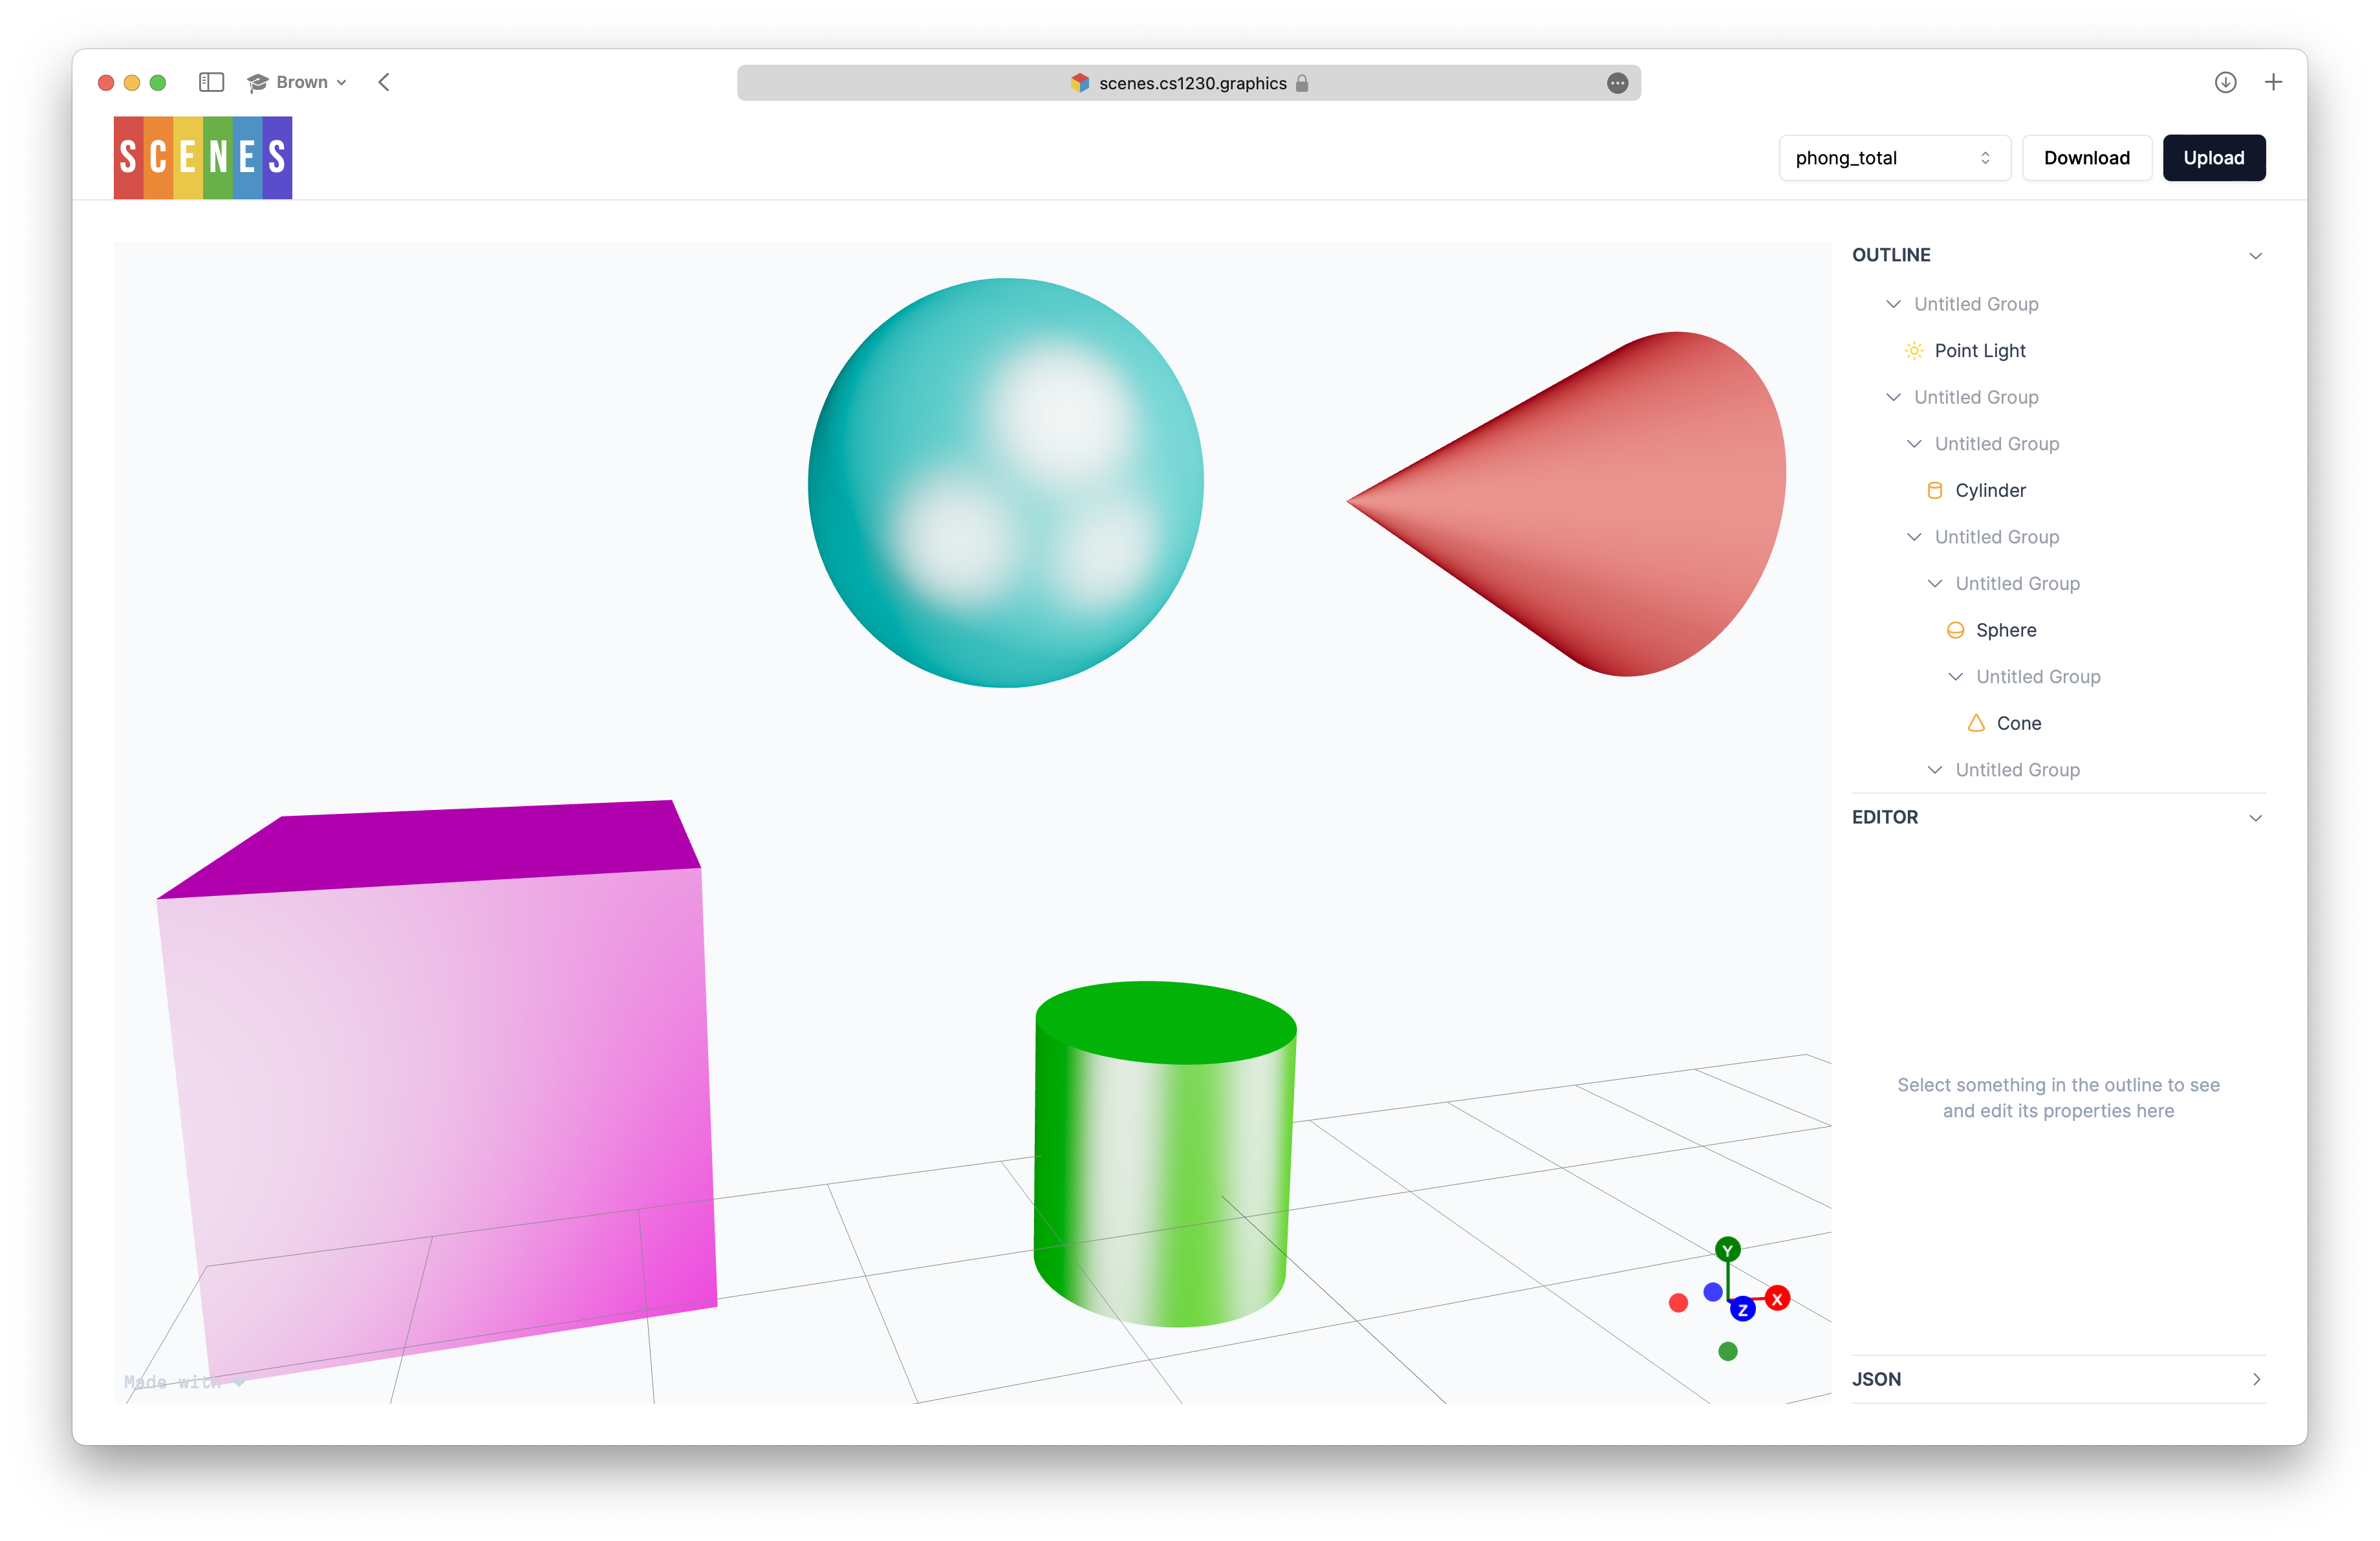 Brown
scenes.cs1230.graphics
SCENES
phong_total
Download
Upload
OUTLINE
Untitled Group
Point Light
Untitled Group
Untitled Group
Cylinder
Untitled Group
Untitled Group
Sphere
Untitled Group
Cone
Untitled Group
EDITOR
Select something in the outline to see
and edit its properties here
Y
X
Z
Made with
JSON